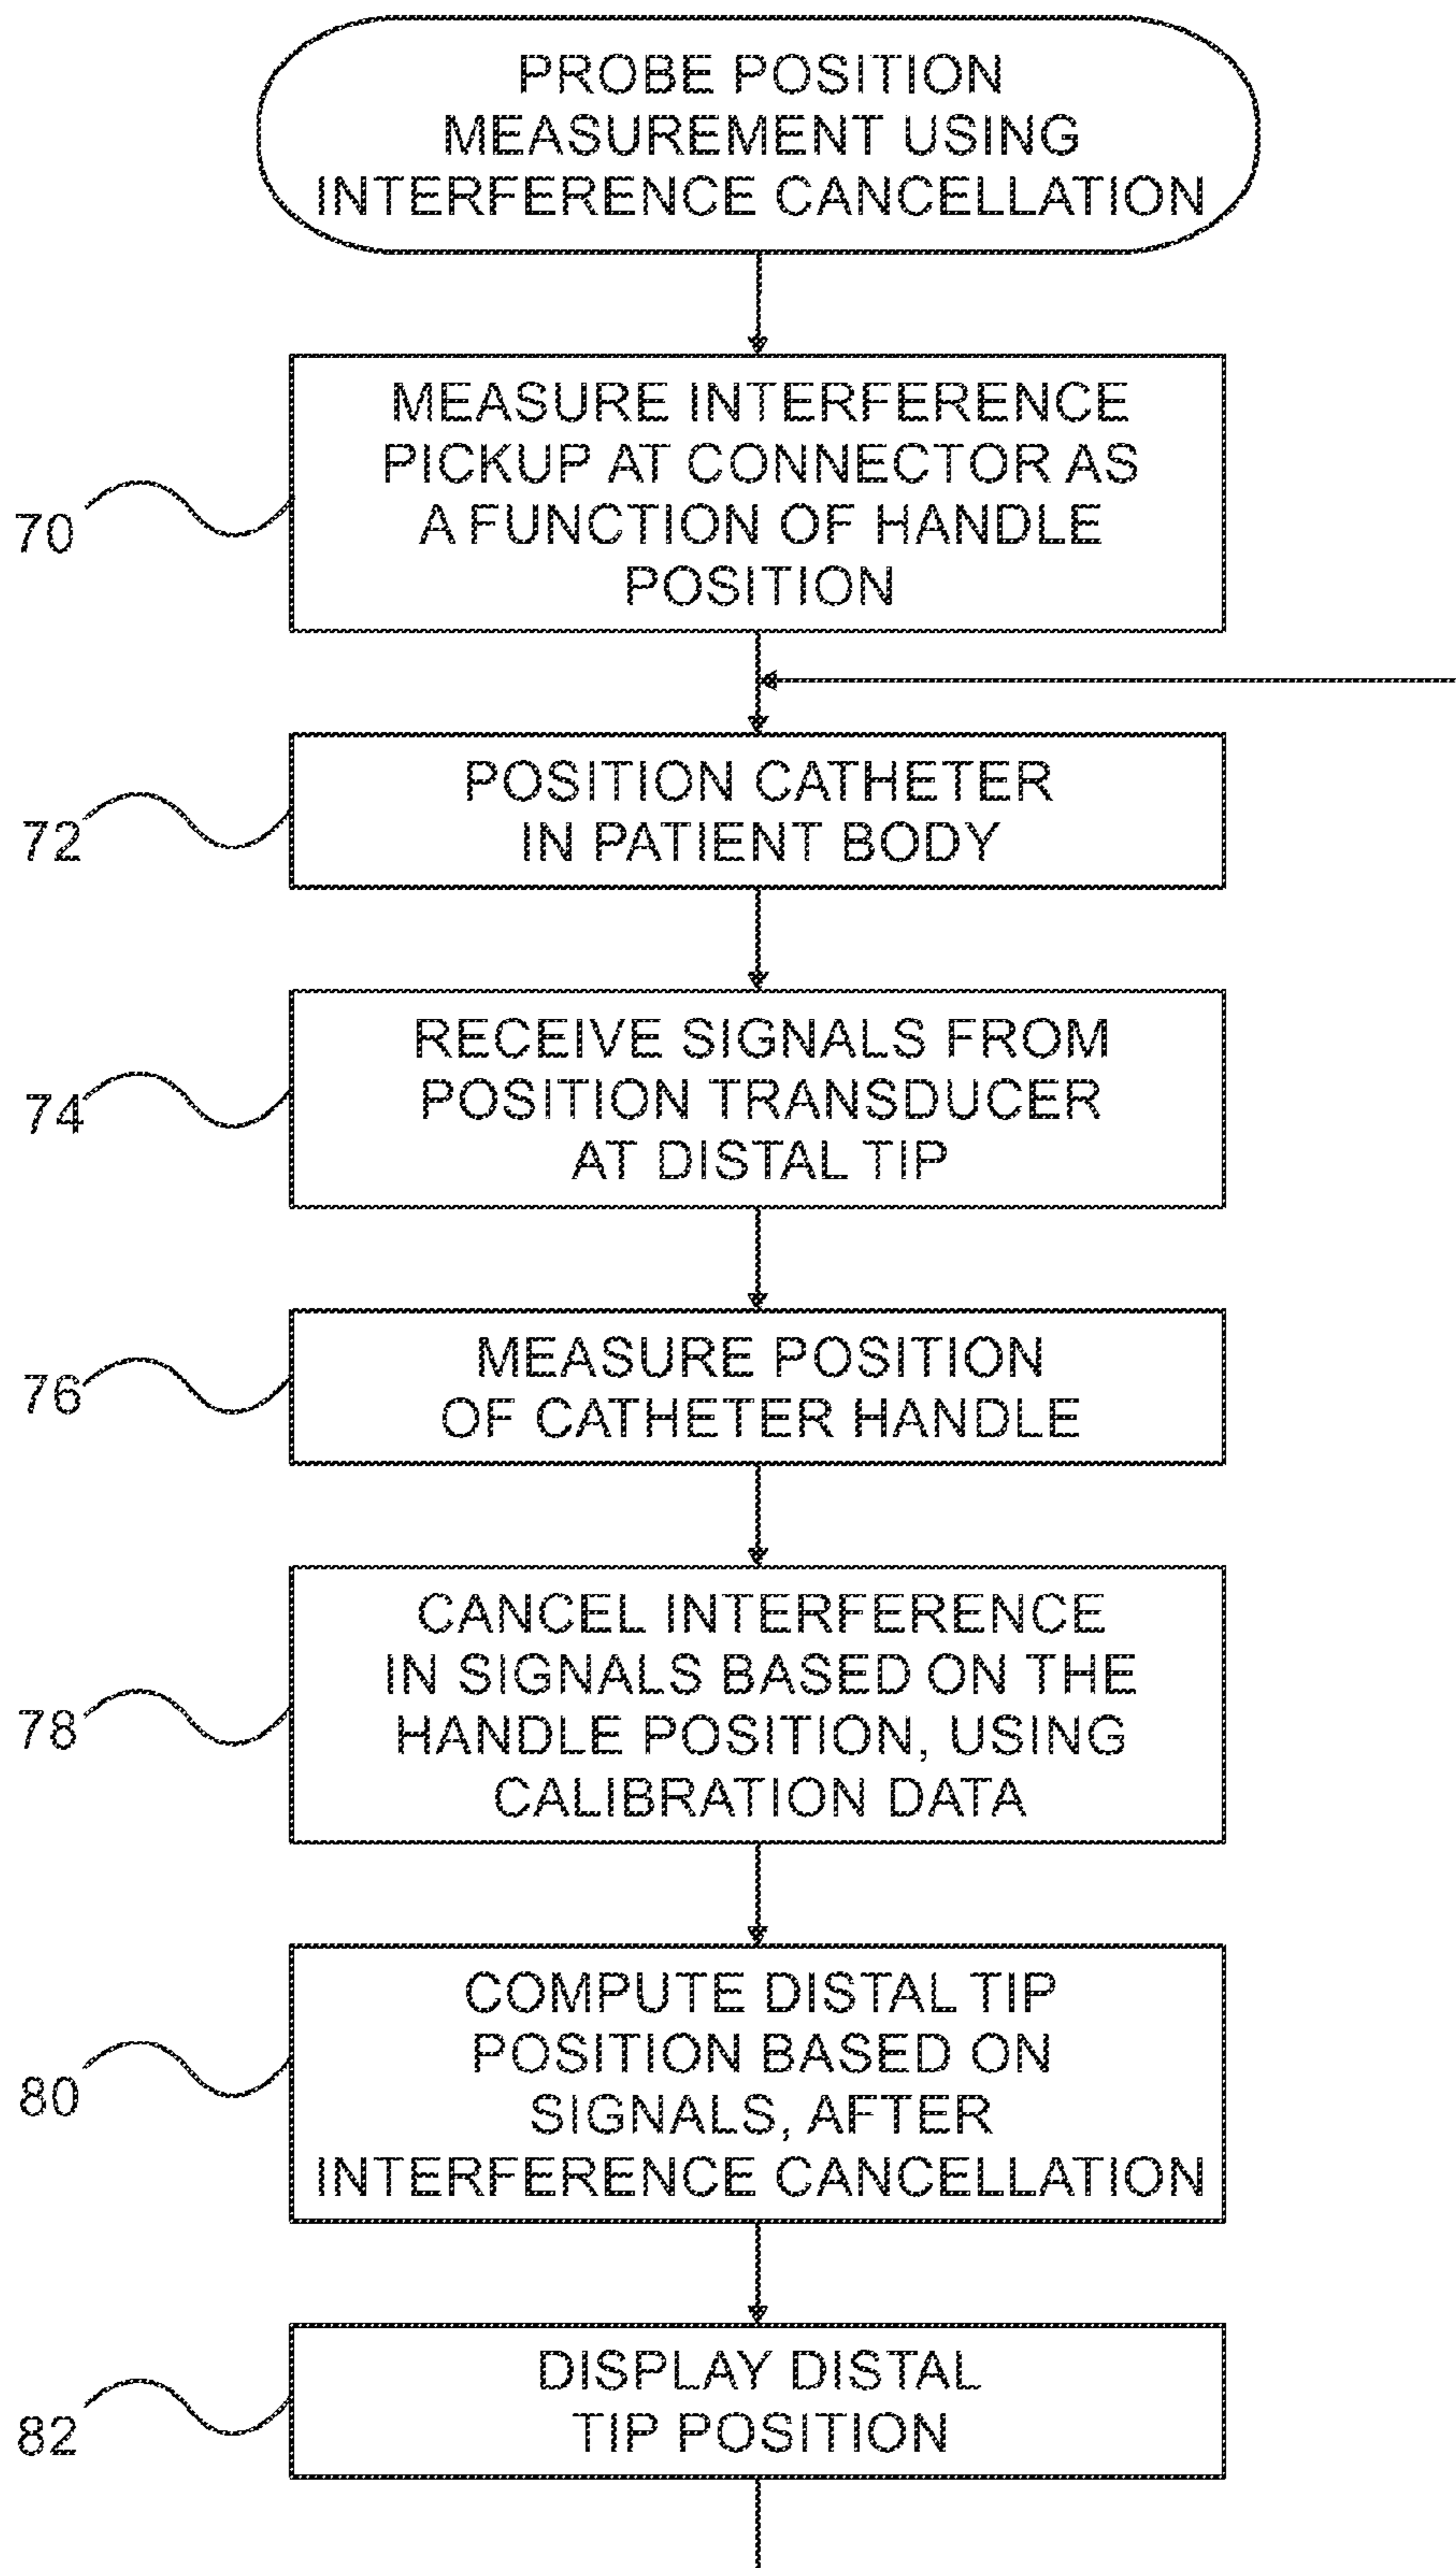 PROBE POSITION
MEASUREMENT USING
INTERFERENCE CANCELLATION
MEASURE INTERFERENCE
PICKUP AT CONNECTOR AS
A FUNCTION OF HANDLE
POSITION
70
POSITION CATHETER
IN PATIENT BODY
72
RECEIVE SIGNALS FROM
POSITION TRANSDUCER
AT DISTAL TIP
74
MEASURE POSITION
OF CATHETER HANDLE
76
CANCEL INTERFERENCE
IN SIGNALS BASED ON THE
HANDLE POSITION, USING
CALIBRATION DATA
78
COMPUTE DISTAL TIP
POSITION BASED ON
SIGNALS, AFTER
INTERFERENCE CANCELLATION
80
DISPLAY DISTAL
TIP POSITION
82